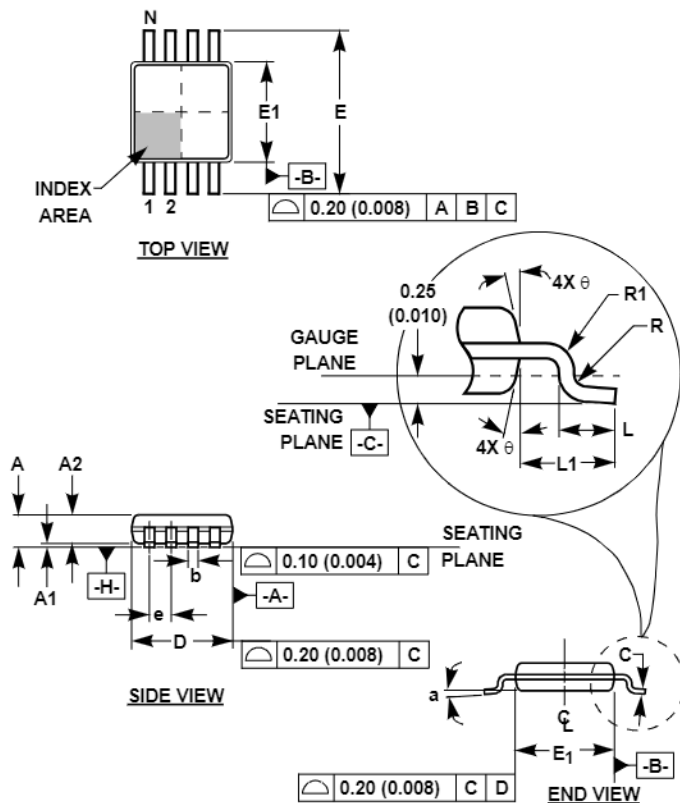 N
E1
E
-B-
INDEX
AREA
1 2
0.20 (0.008) A B C
TOP VIEW
0.25
(0.010)
4X θ
R1
R
GAUGE
PLANE
SEATING
PLANE
-C-
4X θ
L
L1
A
A2
SEATING
PLANE
0.10 (0.004) C
A1
-H-
b
e
-A-
D
0.20 (0.008) C
SIDE VIEW
a
C
CL
E1
-B-
0.20 (0.008) C D
END VIEW